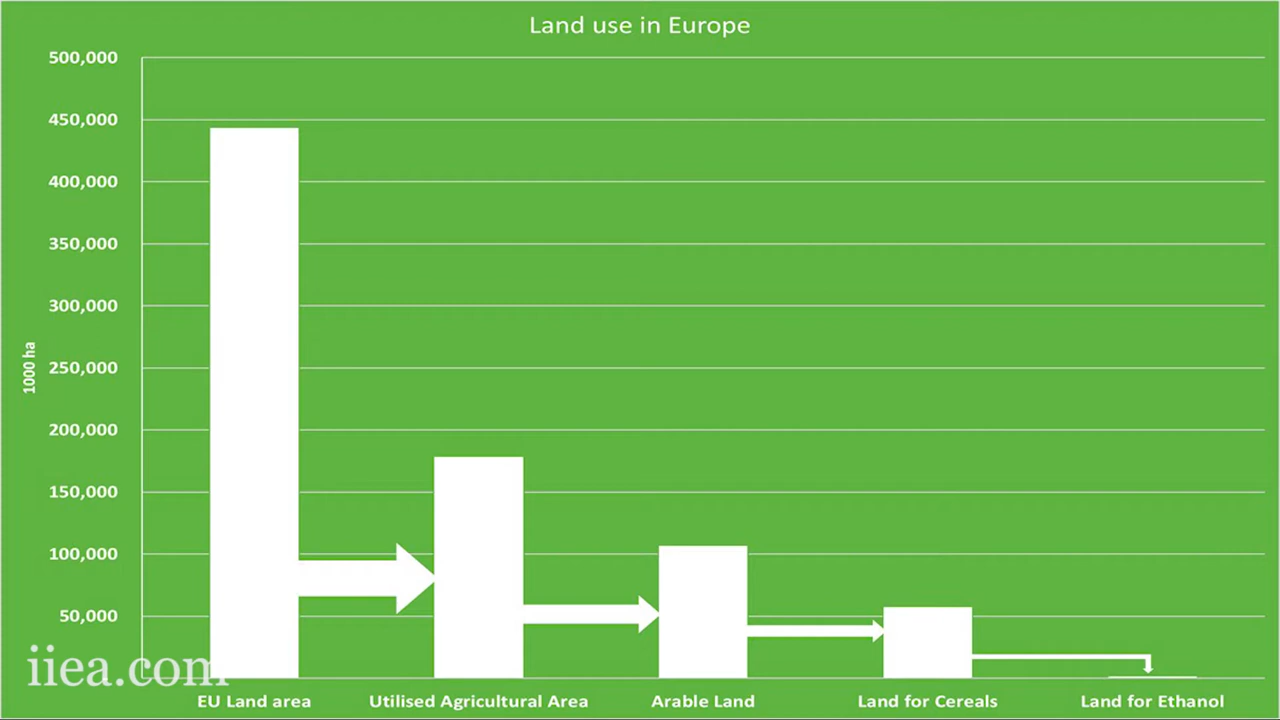 Land use in Europe
500,000
450,000
400,000
350,000
300,000
250,000
200,000
150,000
100,000
50,000
1000 ha
iiea.com
EU Land area
Utilised Agricultural Area
Arable Land
Land for Cereals
Land for Ethanol